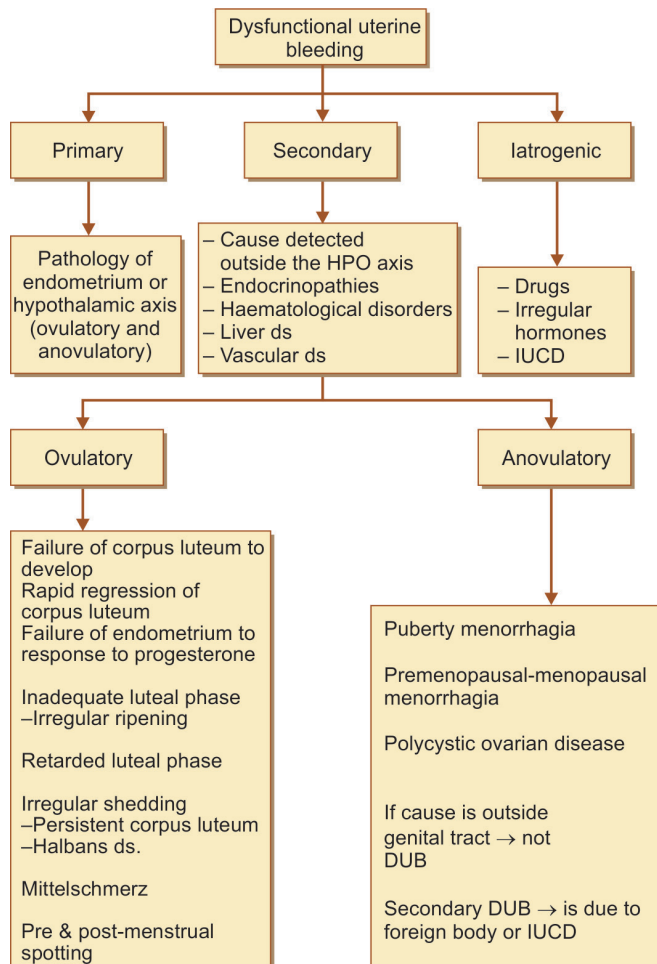 Dysfunctional uterine
bleeding
Primary
Secondary
Iatrogenic
Pathology of
endometrium or
hypothalamic axis
(ovulatory and
anovulatory)
– Cause detected
outside the HPO axis
– Endocrinopathies
– Haematological disorders
– Liver ds
– Vascular ds
– Drugs
– Irregular
hormones
– IUCD
Ovulatory
Anovulatory
Failure of corpus luteum to
develop
Rapid regression of
corpus luteum
Failure of endometrium to
response to progesterone
Inadequate luteal phase
–Irregular ripening
Retarded luteal phase
Irregular shedding
–Persistent corpus luteum
–Halbans ds.
Mittelschmerz
Pre & post-menstrual
spotting
Puberty menorrhagia
Premenopausal-menopausal
menorrhagia
Polycystic ovarian disease
If cause is outside
genital tract → not
DUB
Secondary DUB → is due to
foreign body or IUCD